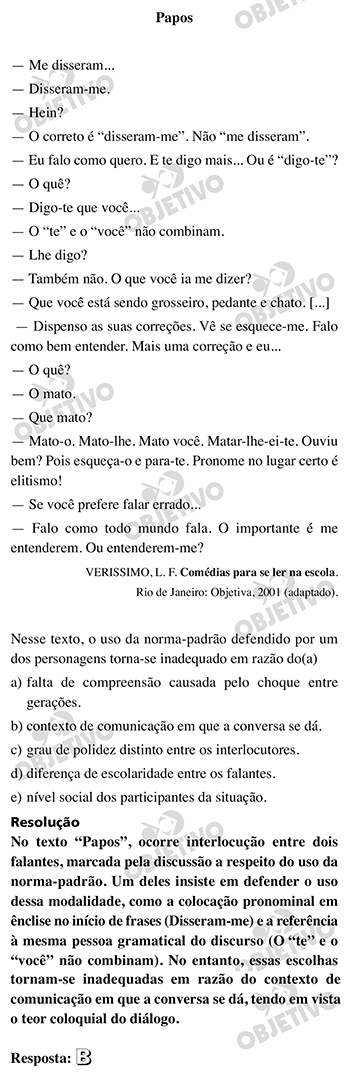 Papos
— Me disseram...
— Disseram-me.
— Hein?
— O correto é “disseram-me”. Não “me disseram”.
— Eu falo como quero. E te digo mais... Ou é “digo-te”?
— O quê?
— Digo-te que você...
— O “te” e o “você” não combinam.
— Lhe digo?
— Também não. O que você ia me dizer?
— Que você está sendo grosseiro, pedante e chato. [...]
— Dispenso as suas correções. Vê se esquece-me. Falo
como bem entender. Mais uma correção e eu...
— O quê?
— O mato.
— Que mato?
— Mato-o. Mato-lhe. Mato você. Matar-lhe-ei-te. Ouviu
bem? Pois esqueça-o e para-te. Pronome no lugar certo é
elitismo!
— Se você prefere falar errado...
— Falo como todo mundo fala. O importante é me
entenderem. Ou entenderem-me?
VERISSIMO, L. F. Comédias para se ler na escola.
Rio de Janeiro: Objetiva, 2001 (adaptado).
Nesse texto, o uso da norma-padrão defendido por um
dos personagens torna-se inadequado em razão do(a)
a) falta de compreensão causada pelo choque entre
gerações.
b) contexto de comunicação em que a conversa se dá.
c) grau de polidez distinto entre os interlocutores.
d) diferença de escolaridade entre os falantes.
e) nível social dos participantes da situação.
Resolução
No texto “Papos”, ocorre interlocução entre dois
falantes, marcada pela discussão a respeito do uso da
norma-padrão. Um deles insiste em defender o uso
dessa modalidade, como a colocação pronominal em
ênclise no início de frases (Disseram-me) e a referência
à mesma pessoa gramatical do discurso (O “te” e o
“você” não combinam). No entanto, essas escolhas
tornam-se inadequadas em razão do contexto de
comunicação em que a conversa se dá, tendo em vista
o teor coloquial do diálogo.
Resposta: B
OBJETIVO
OBJETIVO
OBJETIVO
OBJETIVO
OBJETIVO
OBJETIVO
OBJETIVO
OBJETIVO
OBJETIVO
OBJETIVO
OBJETIVO
OBJETIVO